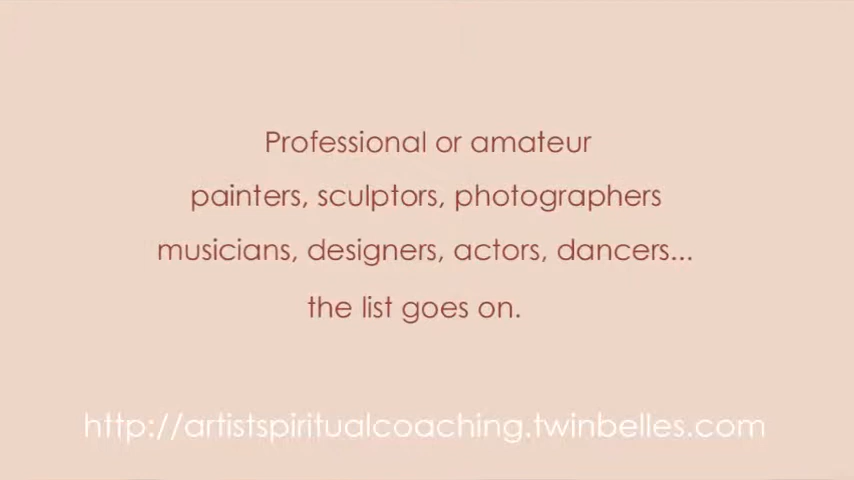 Professional or amateur
painters, sculptors, photographers
musicians, designers, actors, dancers...
the list goes on.
http://artistspiritualcoaching.twinbelles.com